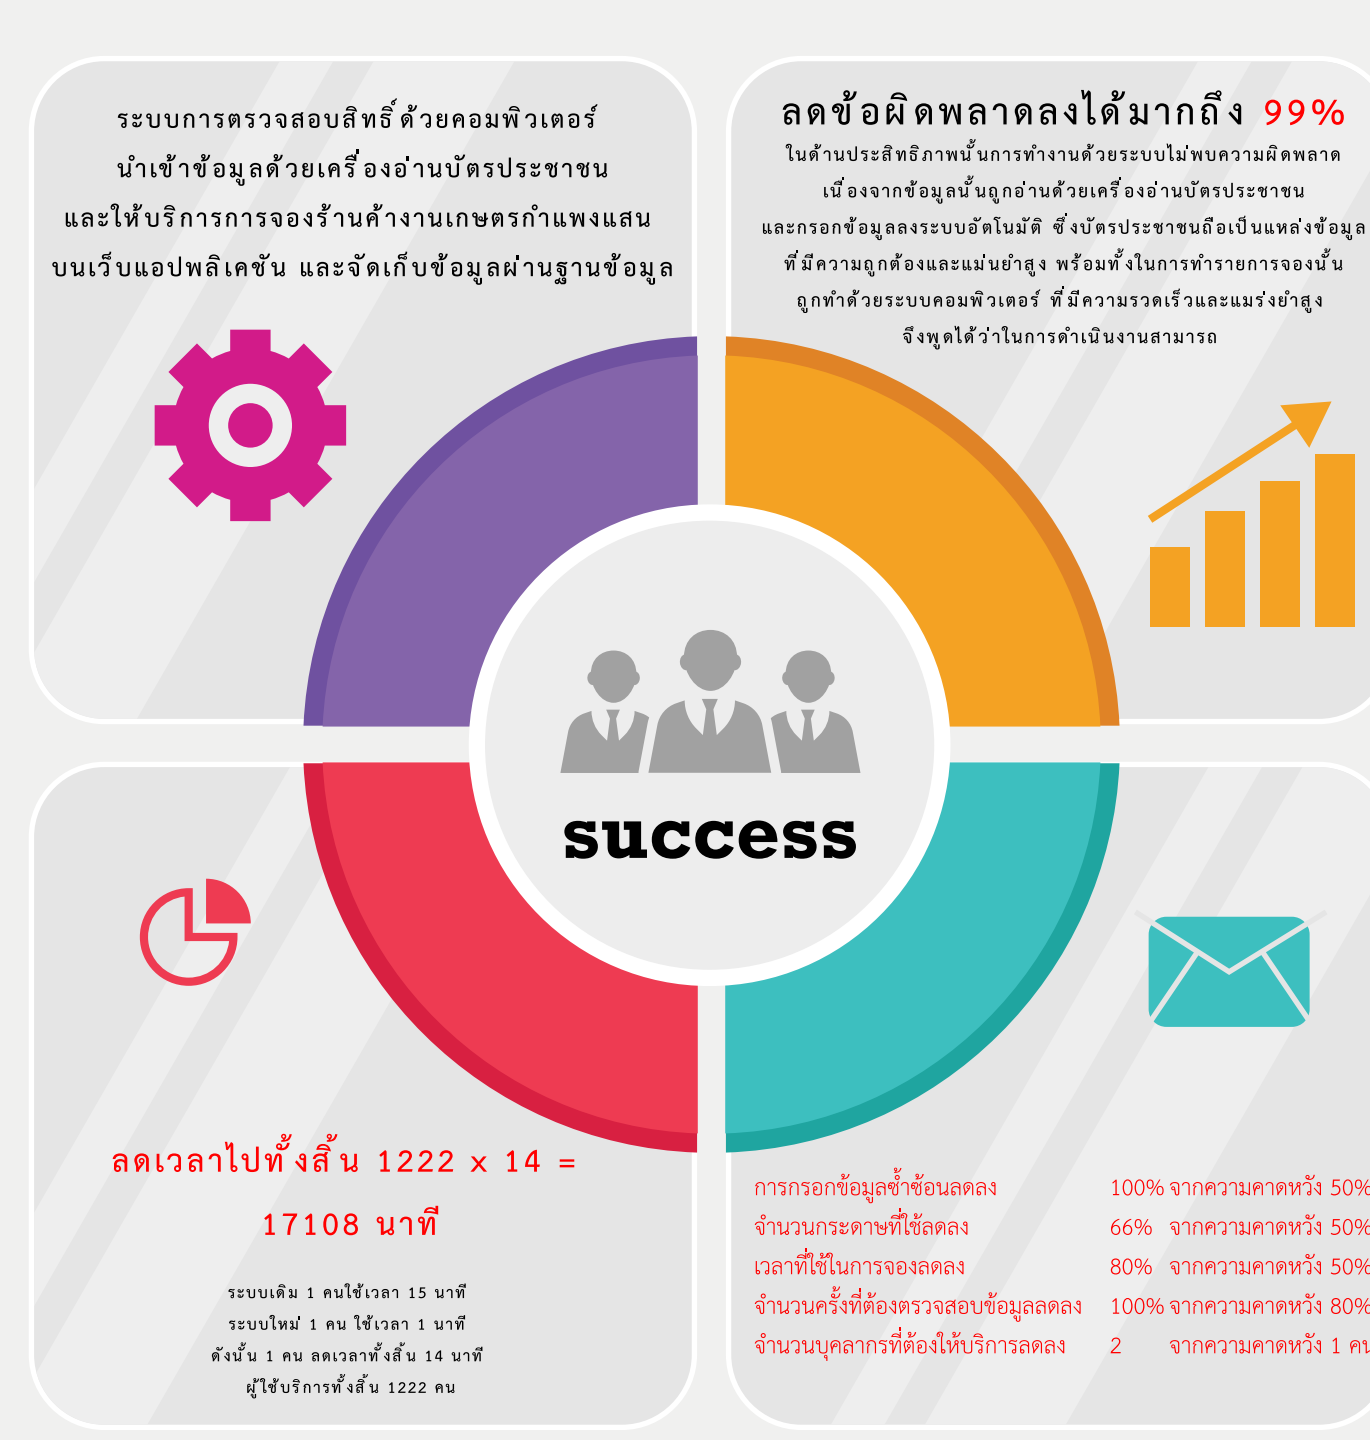 ระบบการตรวจสอบสิทธิ์ด้วยคอมพิวเตอร์
นำเข้าข้อมูลด้วยเครื่องอ่านบัตรประชาชน
และให้บริการการจองร้านค้างานเกษตรกำแพงแสน
บนเว็บแอปพลิเคชัน และจัดเก็บข้อมูลผ่านฐานข้อมูล
ลดข้อผิดพลาดลงได้มากถึง 99%
ในด้านประสิทธิภาพนั้นการทำงานด้วยระบบไม่พบความผิดพลาด
เนื่องจากข้อมูลนั้นถูกอ่านด้วยเครื่องอ่านบัตรประชาชน
และกรอกข้อมูลลงระบบอัตโนมัติ ซึ่งบัตรประชาชนถือเป็นแหล่งข้อมูล
ที่มีความถูกต้องและแม่นยำสูง พร้อมทั้งในการทำรายการจองนั้น
ถูกทำด้วยระบบคอมพิวเตอร์ ที่มีความรวดเร็วและแมร่งยำสูง
จึงพูดได้ว่าในการดำเนินงานสามารถ
success
ลดเวลาไปทั้งสิ้น 1222 x 14 =
17108 นาที
ระบบเดิม 1 คนใช้เวลา 15 นาที
ระบบใหม่ 1 คน ใช้เวลา 1 นาที
ดังนั้น 1 คน ลดเวลาทั้งสิ้น 14 นาที
ผู้ใช้บริการทั้งสิ้น 1222 คน
การกรอกข้อมูลซ้ำซ้อนลดลง 100% จากความคาดหวัง 50%
จำนวนกระดาษที่ใช้ลดลง 66% จากความคาดหวัง 50%
เวลาที่ใช้ในการจองลดลง 80% จากความคาดหวัง 50%
จำนวนครั้งที่ต้องตรวจสอบข้อมูลลดลง 100% จากความคาดหวัง 80%
จำนวนบุคลากรที่ต้องให้บริการลดลง 2 จากความคาดหวัง 1 คน